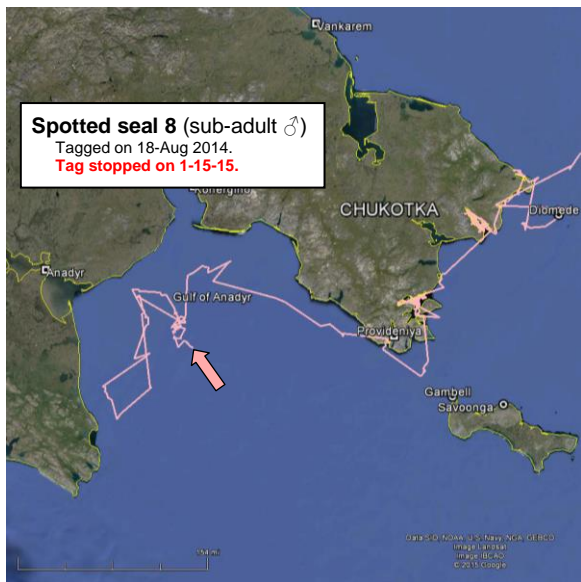 Vankarem
Spotted seal 8 (sub-adult ♂)
Tagged on 18-Aug 2014.
Tag stopped on 1-15-15.
CHUKOTKA
Diomede
Anadyr
Gulf of Anadyr
Provideniya
Gambell
Savoonga
Data SIO, NOAA, U.S. Navy, NGA, GEBCO
Image Landsat
Image IBCAO
© 2015 Google
154 mi